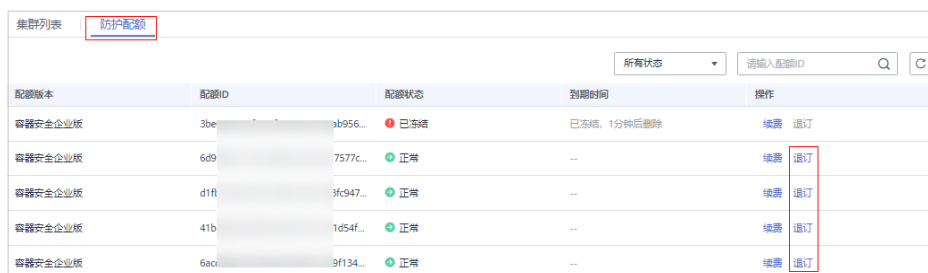 集群列表 防护配额
所有状态 请输入配额ID
配额版本 配额ID 配额状态 到期时间 操作
容器安全企业版 3be ab956... 已冻结 已冻结，1分钟后删除 续费 退订
容器安全企业版 6d9 7577c... 正常 -- 续费 退订
容器安全企业版 d1f 3fc947... 正常 -- 续费 退订
容器安全企业版 41b 1d54f... 正常 -- 续费 退订
容器安全企业版 6ac 9f134... 正常 -- 续费 退订